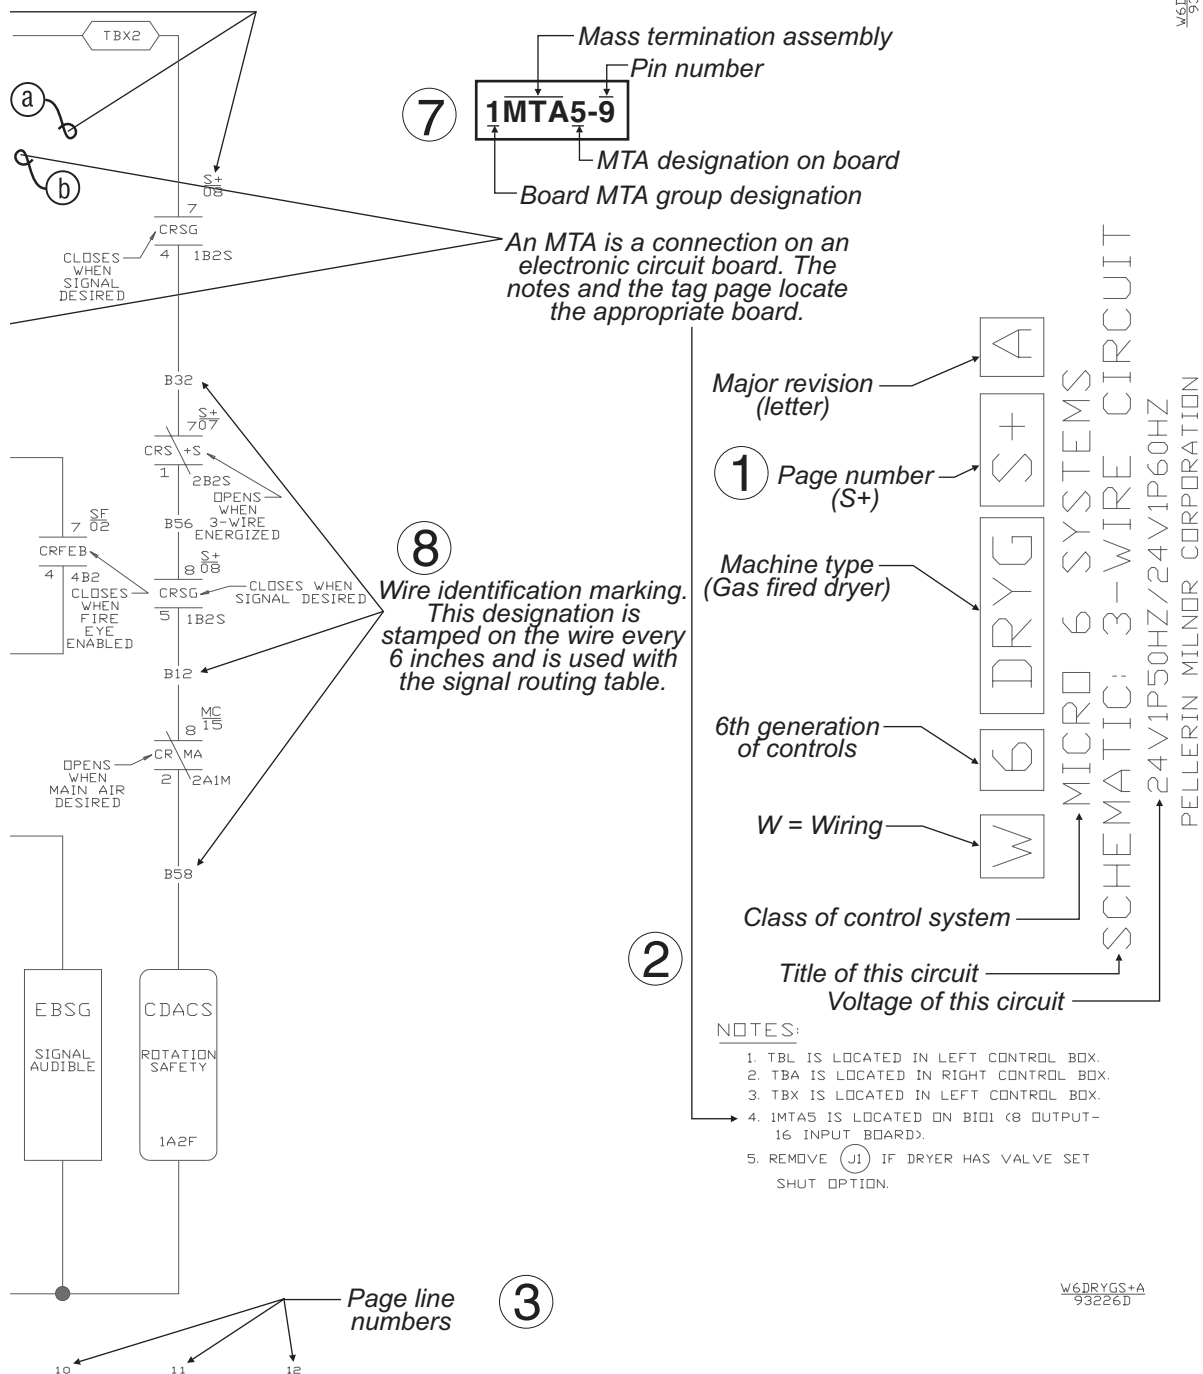 TBX2
a
b
S+
08
7
CRSG
4 1B2S
CLOSES
WHEN
SIGNAL
DESIRED
B32
S+
7 07
CRS +S
1 2B2S
OPENS
WHEN
3-WIRE
ENERGIZED
B56
SF
7 02
CRFEB
4 4B2
CLOSES
WHEN
FIRE
EYE
ENABLED
S+
8 08
CRSG
5 1B2S
CLOSES WHEN
SIGNAL DESIRED
B12
MC
8 15
CR MA
2 2A1M
OPENS
WHEN
MAIN AIR
DESIRED
B58
EBSG
SIGNAL
AUDIBLE
CDACS
ROTATION
SAFETY
1A2F
10 11 12
Page line
numbers
3
7
1MTA5-9
Mass termination assembly
Pin number
MTA designation on board
Board MTA group designation
An MTA is a connection on an
electronic circuit board. The
notes and the tag page locate
the appropriate board.
8
Wire identification marking.
This designation is
stamped on the wire every
6 inches and is used with
the signal routing table.
Major revision
(letter)
1
Page number
(S+)
Machine type
(Gas fired dryer)
6th generation
of controls
W = Wiring
Class of control system
Title of this circuit
Voltage of this circuit
W 6 DRYG S+ A
MICRO 6 SYSTEMS
SCHEMATIC: 3-WIRE CIRCUIT
24V1P50HZ/24V1P60HZ
PELLERIN MILNOR CORPORATION
2
NOTES:
1. TBL IS LOCATED IN LEFT CONTROL BOX.
2. TBA IS LOCATED IN RIGHT CONTROL BOX.
3. TBX IS LOCATED IN LEFT CONTROL BOX.
4. 1MTA5 IS LOCATED ON BIO1 (8 OUTPUT-
16 INPUT BOARD).
5. REMOVE J1 IF DRYER HAS VALVE SET
SHUT OPTION.
W6DRYGS+A
93226D